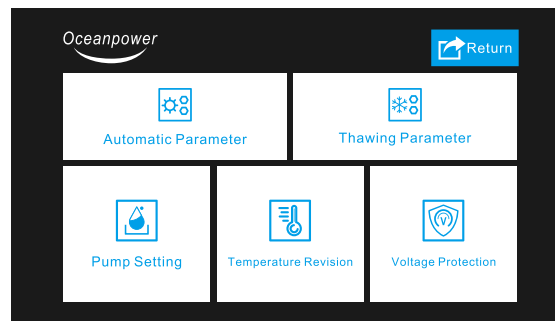 Oceanpower
Return
Automatic Parameter
Thawing Parameter
Pump Setting
Temperature Revision
Voltage Protection